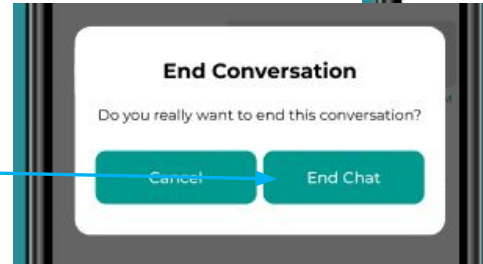 End Conversation
Do you really want to end this conversation?
Cancel
End Chat